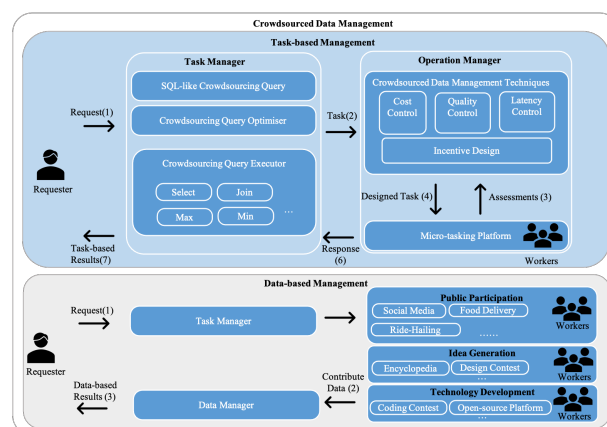 Crowdsourced Data Management
Task-based Management
Task Manager
SQL-like Crowdsourcing Query
Crowdsourcing Query Optimiser
Crowdsourcing Query Executor
Select
Join
Max
Min
...
Request(1)
Requester
Task-based
Results(7)
Task(2)
Response
(6)
Operation Manager
Crowdsourced Data Management Techniques
Cost
Control
Quality
Control
Latency
Control
Incentive Design
Designed Task (4)
Assessments (3)
Micro-tasking Platform
Workers
Data-based Management
Request(1)
Requester
Data-based
Results (3)
Task Manager
Data Manager
Contribute
Data (2)
Public Participation
Social Media
Food Delivery
Ride-Hailing
......
Workers
Idea Generation
Encyclopedia
Design Contest
...
Workers
Technology Development
Coding Contest
Open-source Platform
...
Workers